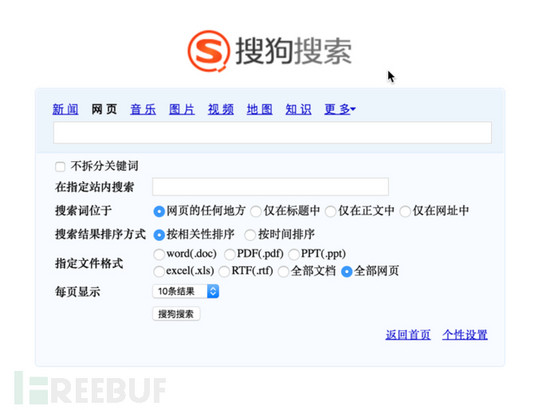 搜狗搜索
新闻 网页 音乐 图片 视频 地图 知识 更多
不拆分关键词
在指定站内搜索
搜索词位于 网页的任何地方 仅在标题中 仅在正文中 仅在网址中
搜索结果排序方式 按相关性排序 按时间排序
指定文件格式 word(.doc) PDF(.pdf) PPT(.ppt)
excel(.xls) RTF(.rtf) 全部文档 全部网页
每页显示 10条结果
搜狗搜索
返回首页 个性设置
FREEBUF